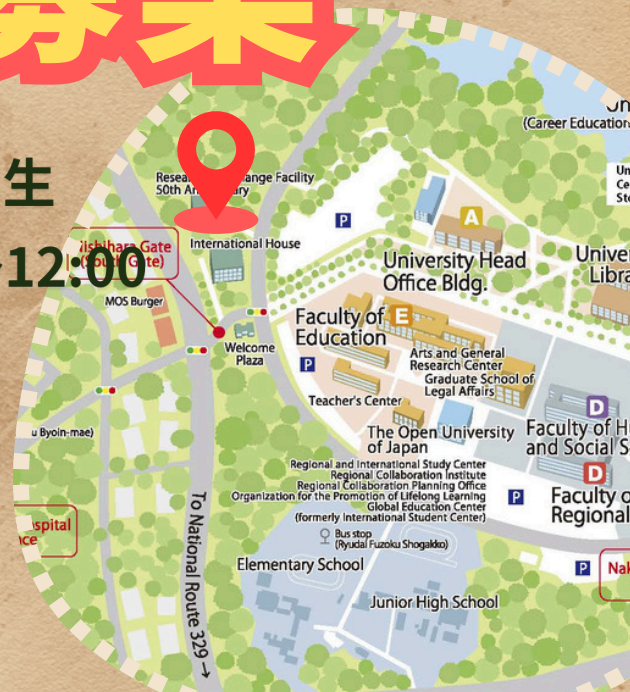 募集
生
12:00
(Career Education
Research Exchange Facility
50th Anniversary
P
A
International House
Nishihara Gate
(South Gate)
University Head
Office Bldg.
MOS Burger
Faculty of
Education
E
Welcome
Plaza
P
Arts and General
Research Center
Graduate School of
Legal Affairs
Teacher's Center
D
The Open University
of Japan
Faculty of H
and Social S
u Byoin-mae)
D
Regional and International Study Center
Regional Collaboration Institute
Regional Collaboration Planning Office
Organization for the Promotion of Lifelong Learning
Global Education Center
(formerly International Student Center)
P
Faculty o
Regional
To National Route 329→
Bus stop
(Ryudai Fuzoku Shogakko)
Elementary School
P
Nak
Junior High School